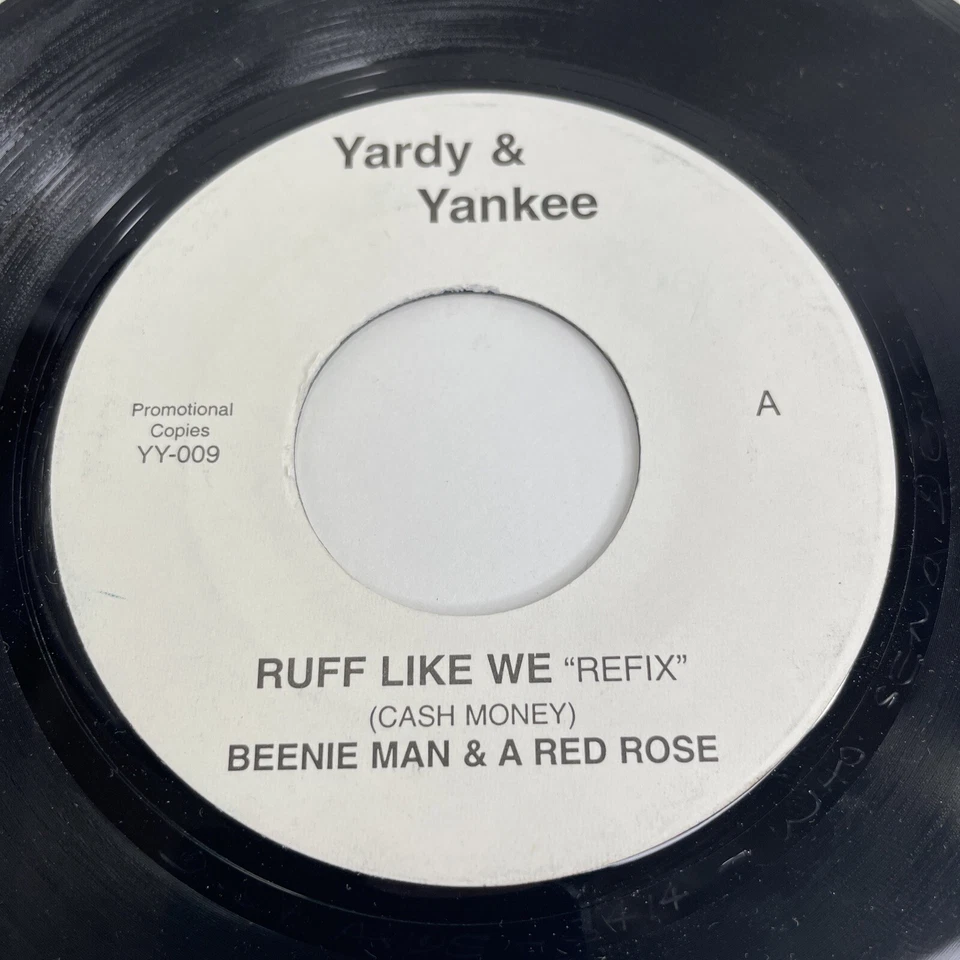 Yardy &
Yankee
Promotional
Copies
YY-009
A
RUFF LIKE WE “REFIX”
(CASH MONEY)
BEENIE MAN & A RED ROSE